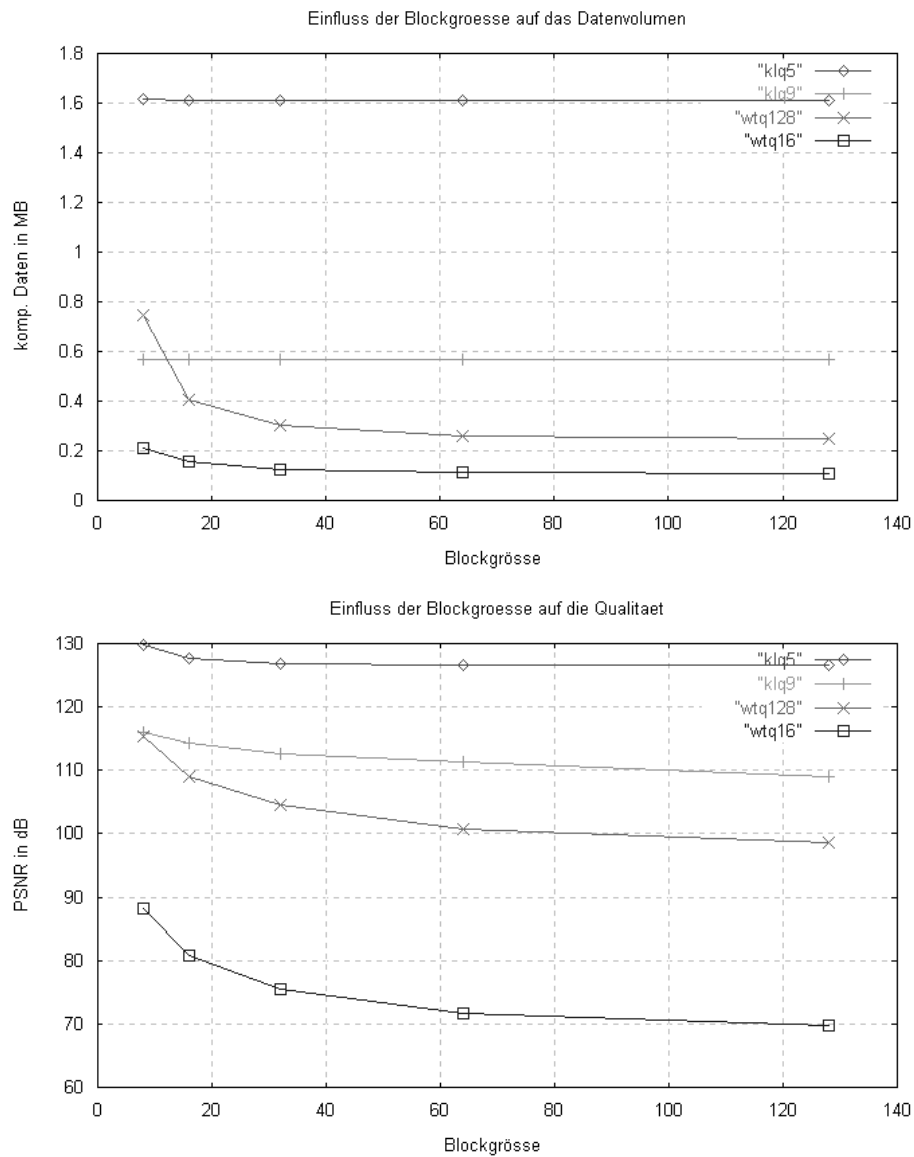 Einfluss der Blockgroesse auf das Datenvolumen
1.8
1.6
1.4
1.2
1
0.8
0.6
0.4
0.2
0
komp. Daten in MB
"klq5"
"klq9"
"wtq128"
"wtq16"
0 20 40 60 80 100 120 140
Blockgrösse
Einfluss der Blockgroesse auf die Qualitaet
130
120
110
100
90
80
70
60
PSNR in dB
"klq5"
"klq9"
"wtq128"
"wtq16"
0 20 40 60 80 100 120 140
Blockgrösse